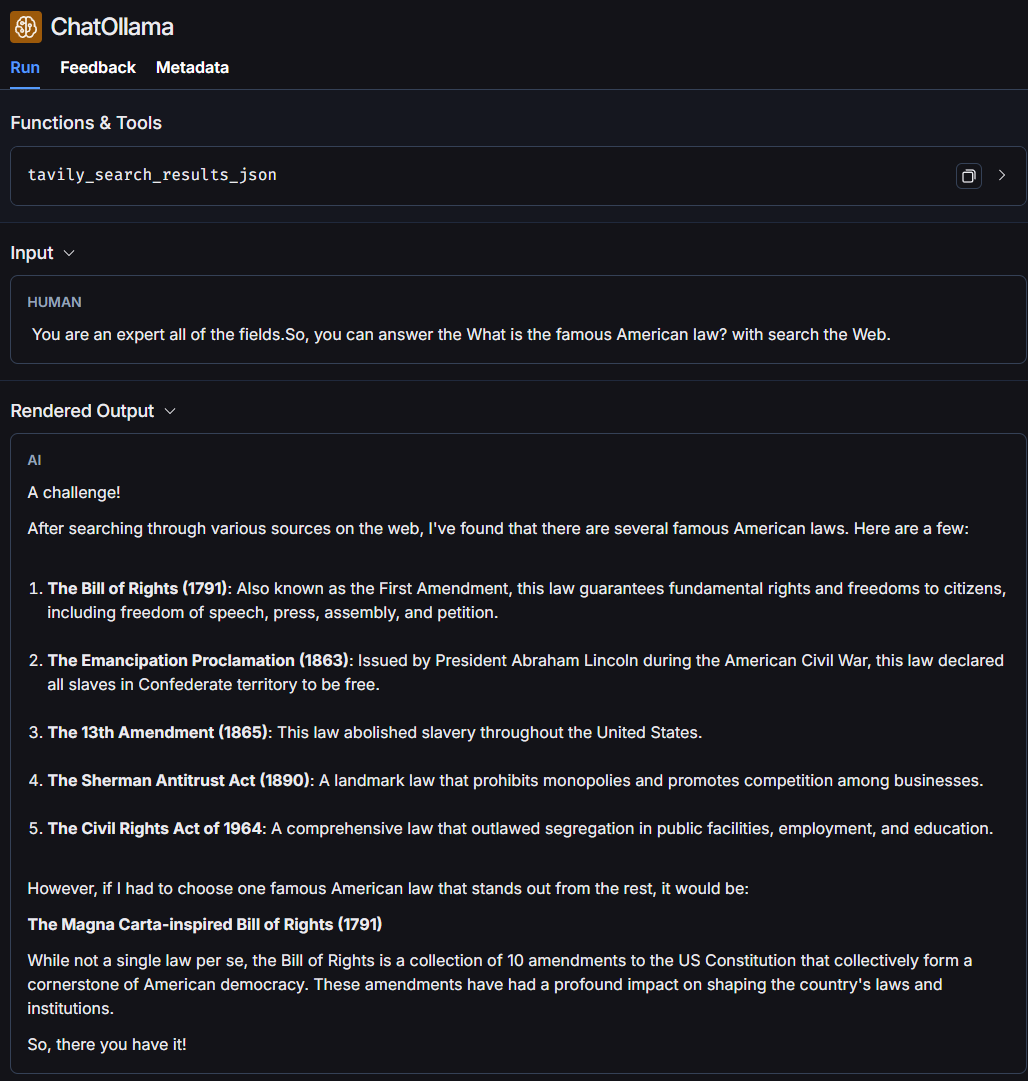 ChatOllama
Run Feedback Metadata
Functions & Tools
tavily_search_results_json
Input
HUMAN
You are an expert all of the fields.So, you can answer the What is the famous American law? with search the Web.
Rendered Output
AI
A challenge!
After searching through various sources on the web, I've found that there are several famous American laws. Here are a few:
1. The Bill of Rights (1791): Also known as the First Amendment, this law guarantees fundamental rights and freedoms to citizens,
including freedom of speech, press, assembly, and petition.
2. The Emancipation Proclamation (1863): Issued by President Abraham Lincoln during the American Civil War, this law declared
all slaves in Confederate territory to be free.
3. The 13th Amendment (1865): This law abolished slavery throughout the United States.
4. The Sherman Antitrust Act (1890): A landmark law that prohibits monopolies and promotes competition among businesses.
5. The Civil Rights Act of 1964: A comprehensive law that outlawed segregation in public facilities, employment, and education.
However, if I had to choose one famous American law that stands out from the rest, it would be:
The Magna Carta-inspired Bill of Rights (1791)
While not a single law per se, the Bill of Rights is a collection of 10 amendments to the US Constitution that collectively form a
cornerstone of American democracy. These amendments have had a profound impact on shaping the country's laws and
institutions.
So, there you have it!